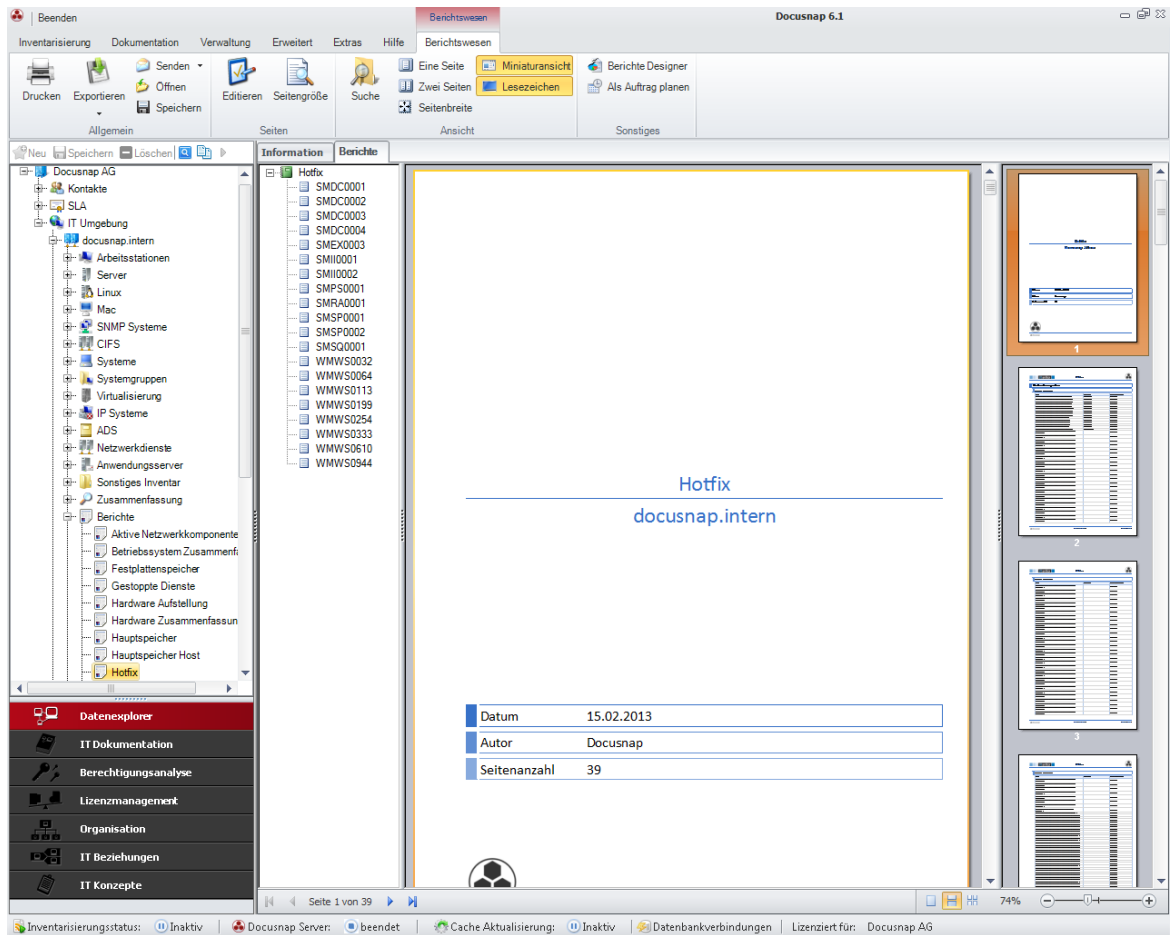 Beenden
Berichtswesen
Docusnap 6.1
Inventarisierung Dokumentation Verwaltung Erweitert Extras Hilfe Berichtswesen
Drucken
Exportieren
Senden
Öffnen
Speichern
Editieren
Seitengröße
Suche
Eine Seite
Zwei Seiten
Seitenbreite
Miniaturansicht
Lesezeichen
Berichte Designer
Als Auftrag planen
Allgemein Seiten Ansicht Sonstiges
Neu Speichern Löschen
Docusnap AG
Kontakte
SLA
IT Umgebung
docusnap.intern
Arbeitsstationen
Server
Linux
Mac
SNMP Systeme
CIFS
Systeme
Systemgruppen
Virtualisierung
IP Systeme
ADS
Netzwerkdienste
Anwendungsserver
Sonstiges Inventar
Zusammenfassung
Berichte
Aktive Netzwerkkomponente
Betriebssystem Zusammenfa
Festplattenspeicher
Gestoppte Dienste
Hardware Aufstellung
Hardware Zusammenfassun
Hauptspeicher
Hauptspeicher Host
Hotfix
Datenexplorer
IT Dokumentation
Berechtigungsanalyse
Lizenzmanagement
Organisation
IT Beziehungen
IT Konzepte
Information Berichte
Hotfix
SMDC0001
SMDC0002
SMDC0003
SMDC0004
SMEX0003
SMII0001
SMII0002
SMPS0001
SMRA0001
SMSP0001
SMSP0002
SMSQ0001
WMWS0032
WMWS0064
WMWS0113
WMWS0199
WMWS0254
WMWS0333
WMWS0610
WMWS0944
Hotfix
docusnap.intern
Datum 15.02.2013
Autor Docusnap
Seitenanzahl 39
1
2
3
Seite 1 von 39
74%
Inventarisierungsstatus: Inaktiv Docusnap Server: beendet Cache Aktualisierung: Inaktiv Datenbankverbindungen Lizenziert für: Docusnap AG